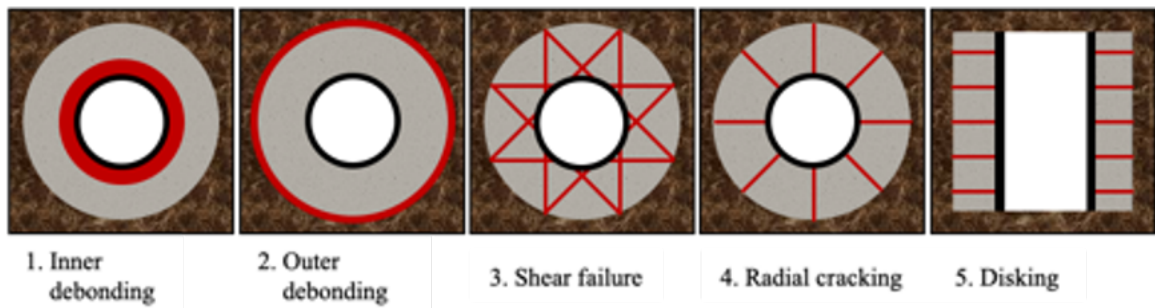 1. Inner
debonding
2. Outer
debonding
3. Shear failure
4. Radial cracking
5. Disking